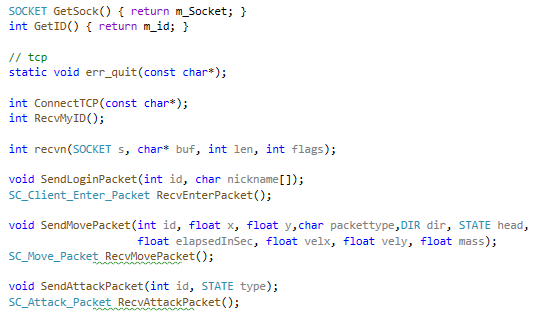 SOCKET GetSock() { return m_Socket; }
int GetID() { return m_id; }
// tcp
static void err_quit(const char*);
int ConnectTCP(const char*);
int RecvMyID();
int recvn(SOCKET s, char* buf, int len, int flags);
void SendLoginPacket(int id, char nickname[]);
SC_Client_Enter_Packet RecvEnterPacket();
void SendMovePacket(int id, float x, float y,char packettype,DIR dir, STATE head,
float elapsedInSec, float velx, float vely, float mass);
SC_Move_Packet RecvMovePacket();
void SendAttackPacket(int id, STATE type);
SC_Attack_Packet RecvAttackPacket();